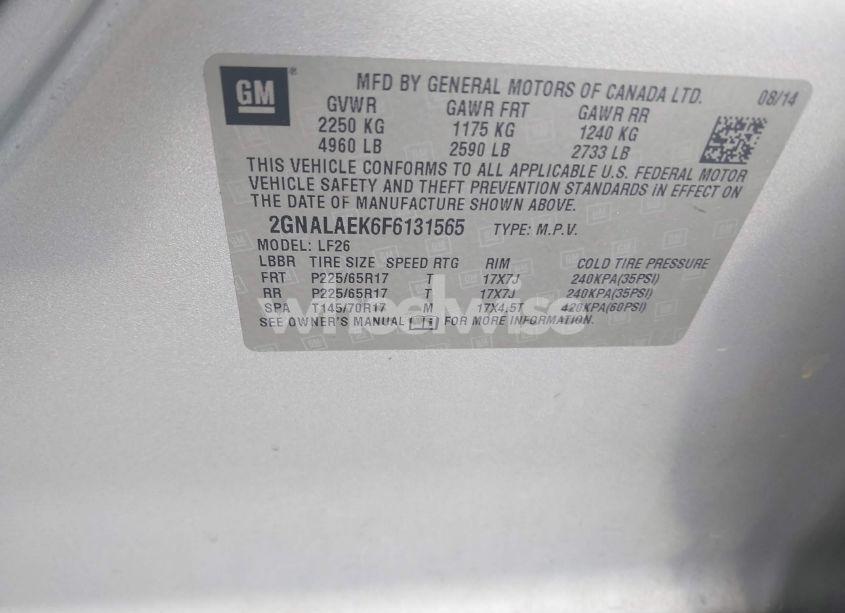 GM ® MFD BY GENERAL MOTORS OF CANADA LTD. 08/14
GVWR GAWR FRT GAWR RR
2250 KG 1175 KG 1240 KG
4960 LB 2590 LB 2733 LB
THIS VEHICLE CONFORMS TO ALL APPLICABLE U.S. FEDERAL MOTOR
VEHICLE SAFETY AND THEFT PREVENTION STANDARDS IN EFFECT ON
THE DATE OF MANUFACTURE SHOWN ABOVE.
2GNALAEK6F6131565 TYPE: M.P.V.
MODEL: LF26
LBBR TIRE SIZE SPEED RTG RIM COLD TIRE PRESSURE
FRT P225/65R17 T 17X7J 240KPA(35PSI)
RR P225/65R17 T 17X7J 240KPA(35PSI)
SPA T145/70R17 M 17X4.5T 420KPA(60PSI)
SEE OWNER'S MANUAL FOR MORE INFORMATION.
wheelwise